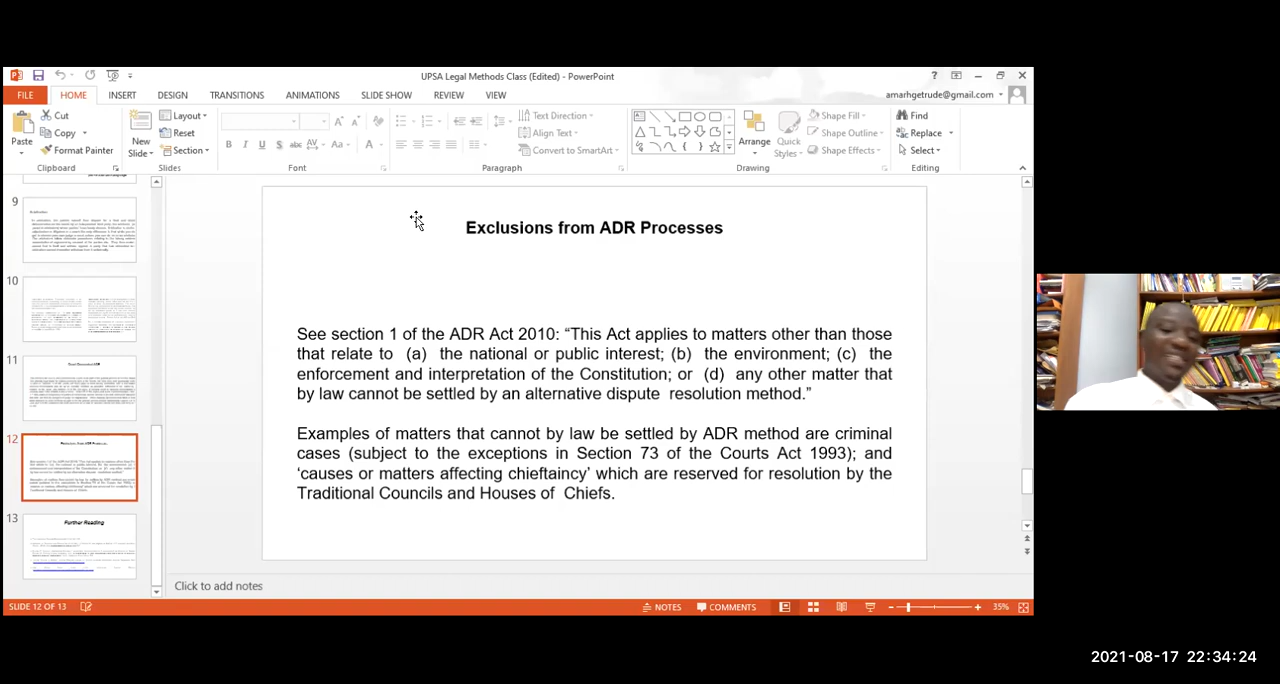 UPSA Legal Methods Class (Edited) - PowerPoint
FILE HOME INSERT DESIGN TRANSITIONS ANIMATIONS SLIDE SHOW REVIEW VIEW
amarhgetrude@gmail.com
Paste
Cut
Copy
Format Painter
Clipboard
New Slide
Layout
Reset
Section
Slides
Font
Text Direction
Align Text
Convert to SmartArt
Paragraph
Arrange
Quick Styles
Shape Fill
Shape Outline
Shape Effects
Drawing
Find
Replace
Select
Editing
9
10
11
12
13
Further Reading
Exclusions from ADR Processes
See section 1 of the ADR Act 2010: “This Act applies to matters other than those
that relate to (a) the national or public interest; (b) the environment; (c) the
enforcement and interpretation of the Constitution; or (d) any other matter that
by law cannot be settled by an alternative dispute resolution method.”
Examples of matters that cannot by law be settled by ADR method are criminal
cases (subject to the exceptions in Section 73 of the Courts Act 1993); and
‘causes or matters affecting chieftaincy’ which are reserved for resolution by the
Traditional Councils and Houses of Chiefs.
Click to add notes
SLIDE 12 OF 13
NOTES COMMENTS 35%
2021-08-17 22:34:24